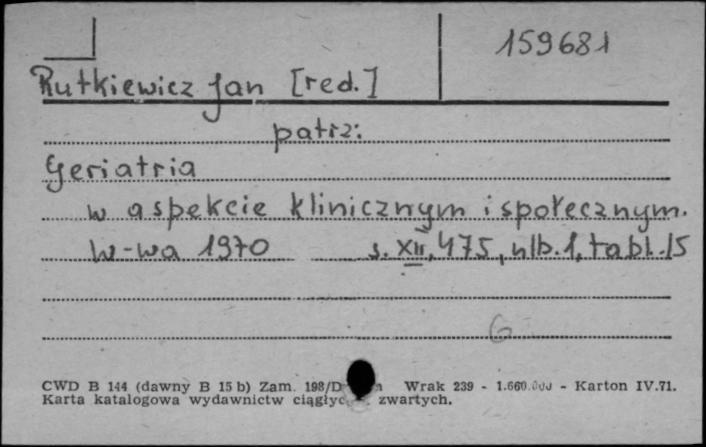 159681
Rutkiewicz Jan [red.]
patrz:
Geriatria
w aspekcie klinicznym i społecznym.
W-wa 1970 s. XII, 475, nlb. 1, tabl. 15
6
CWD B 144 (dawny B 15 b) Zam. 198/D Wrak 239 - 1.660.000 - Karton IV.71.
Karta katalogowa wydawnictw zwartych.